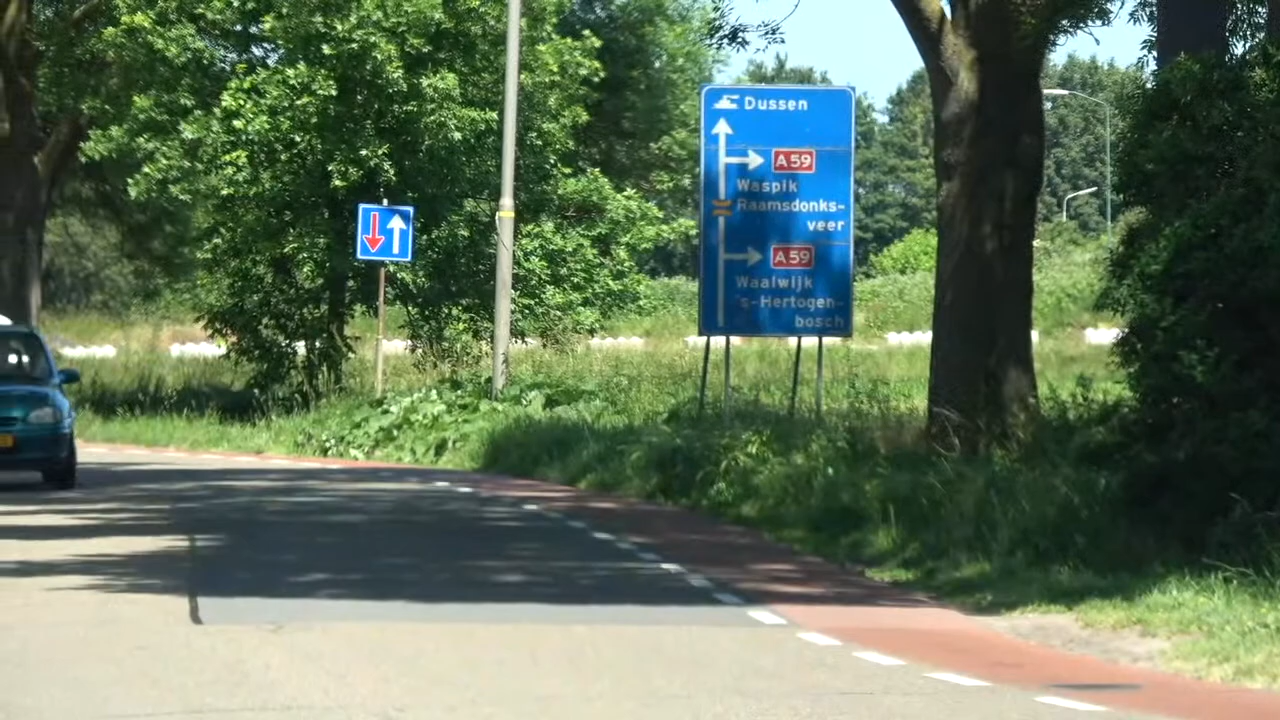 Dussen
A59
Waspik
Raamsdonks-
veer
A59
Waalwijk
's-Hertogen-
bosch